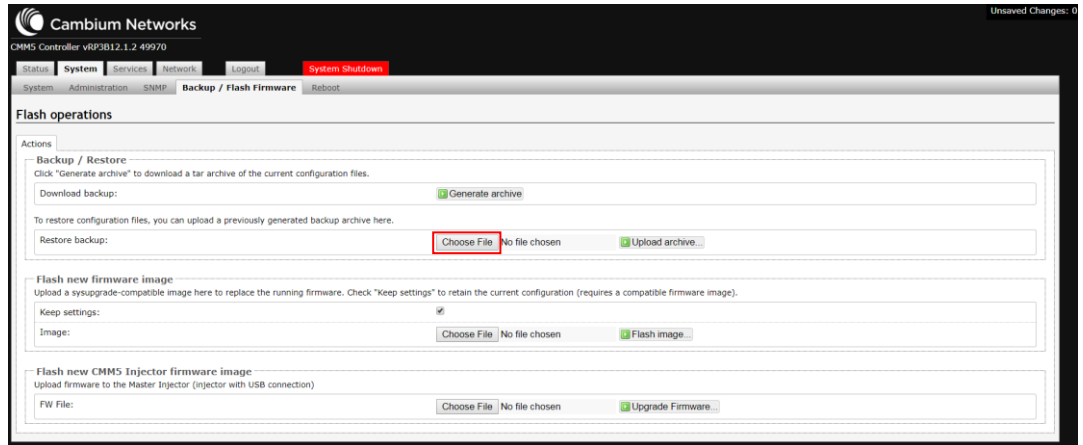 Unsaved Changes: 0
Cambium Networks
CMM5 Controller vRP3B12.1.2 49970
Status System Services Network Logout System Shutdown
System Administration SNMP Backup / Flash Firmware Reboot
Flash operations
Actions
Backup / Restore
Click "Generate archive" to download a tar archive of the current configuration files.
Download backup: Generate archive
To restore configuration files, you can upload a previously generated backup archive here.
Restore backup: Choose File No file chosen Upload archive...
Flash new firmware image
Upload a sysupgrade-compatible image here to replace the running firmware. Check "Keep settings" to retain the current configuration (requires a compatible firmware image).
Keep settings:
Image: Choose File No file chosen Flash image...
Flash new CMM5 Injector firmware image
Upload firmware to the Master Injector (injector with USB connection)
FW File: Choose File No file chosen Upgrade Firmware...